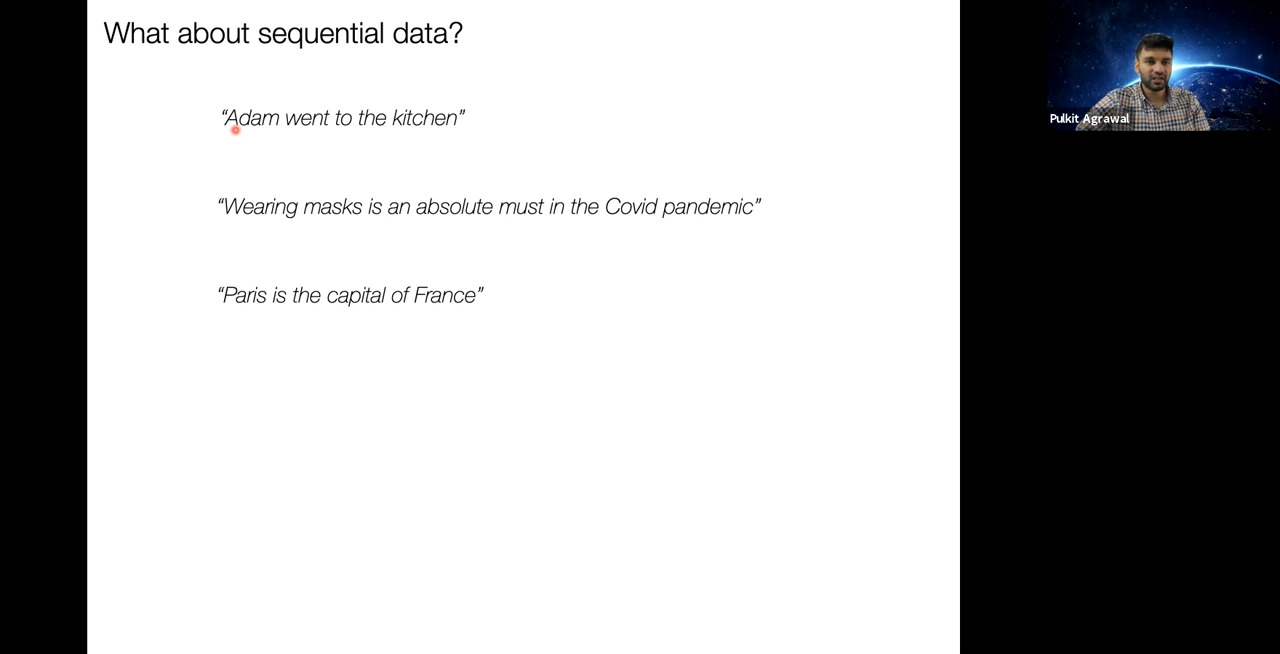 What about sequential data?
“Adam went to the kitchen”
“Wearing masks is an absolute must in the Covid pandemic”
“Paris is the capital of France”
Pulkit Agrawal